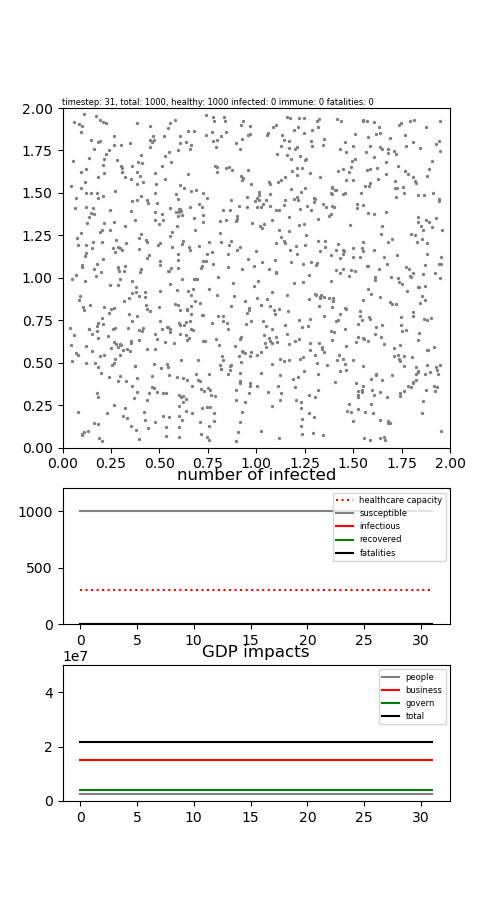 timestep: 31, total: 1000, healthy: 1000 infected: 0 immune: 0 fatalities: 0
2.00
1.75
1.50
1.25
1.00
0.75
0.50
0.25
0.00
0.00 0.25 0.50 0.75 1.00 1.25 1.50 1.75 2.00
number of infected
1000
500
0
healthcare capacity
susceptible
infectious
recovered
fatalities
0 5 10 15 20 25 30
GDP impacts
1e7
4
2
0
people
business
govern
total
0 5 10 15 20 25 30